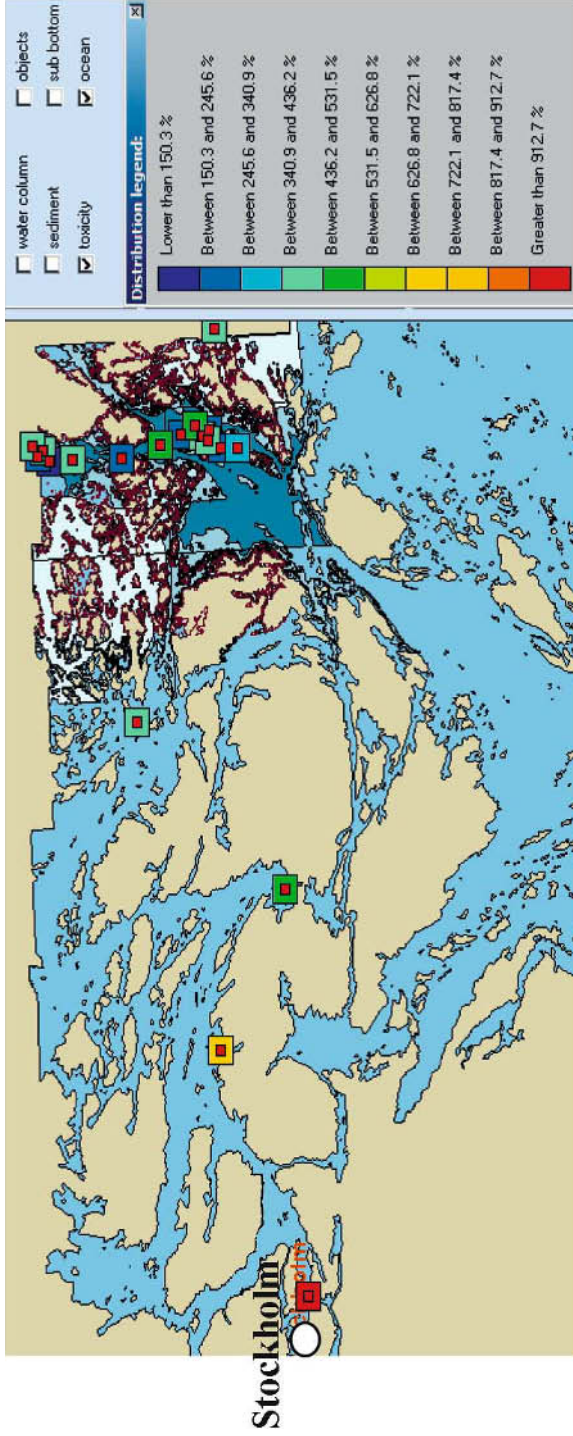 water column
objects
sediment
sub bottom
toxicity
ocean
Distribution legend:
Lower than 150.3 %
Between 150.3 and 245.6 %
Between 245.6 and 340.9 %
Between 340.9 and 436.2 %
Between 436.2 and 531.5 %
Between 531.5 and 626.8 %
Between 626.8 and 722.1 %
Between 722.1 and 817.4 %
Between 817.4 and 912.7 %
Greater than 912.7 %
Stockholm